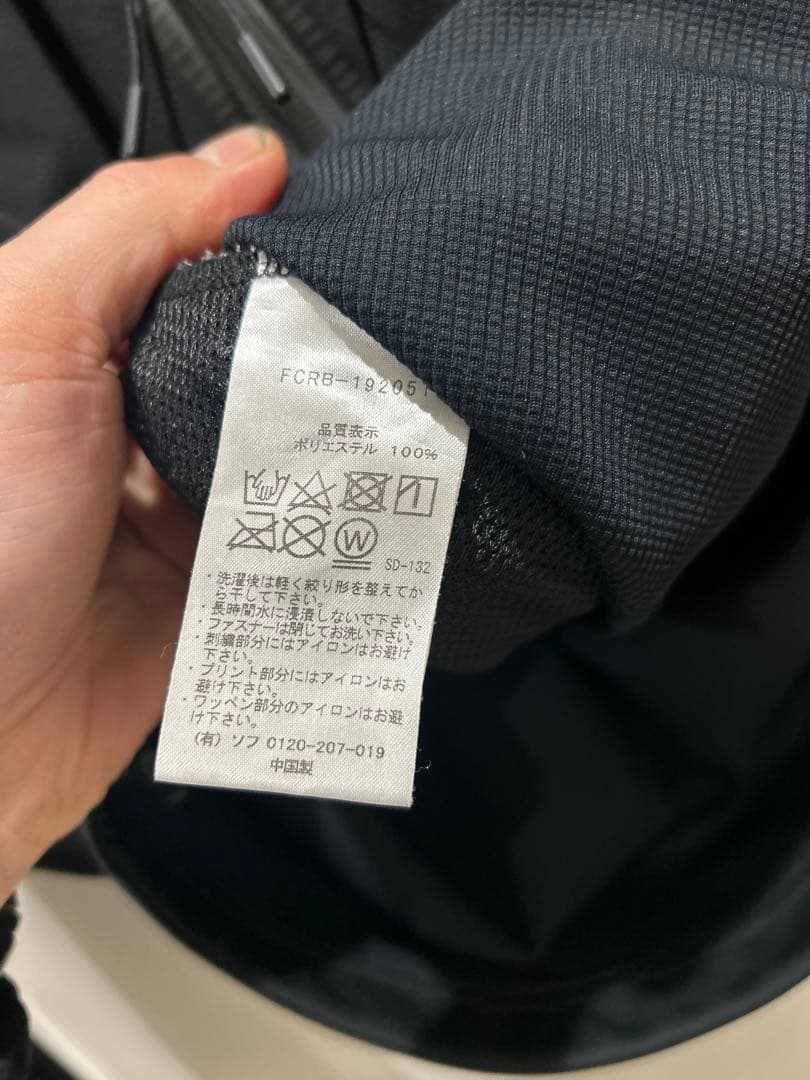 FCRB-192051
品質表示
ポリエステル 100%
W
SD-132
・洗濯後は軽く絞り形を整えてか
ら干して下さい。
・長時間水に浸漬しないで下さい。
・ファスナーは閉じてお洗い下さい。
・刺繍部分にはアイロンはお避け
下さい。
・プリント部分にはアイロンはお
避け下さい。
・ワッペン部分のアイロンはお避
け下さい。
(有) ソフ 0120-207-019
中国製